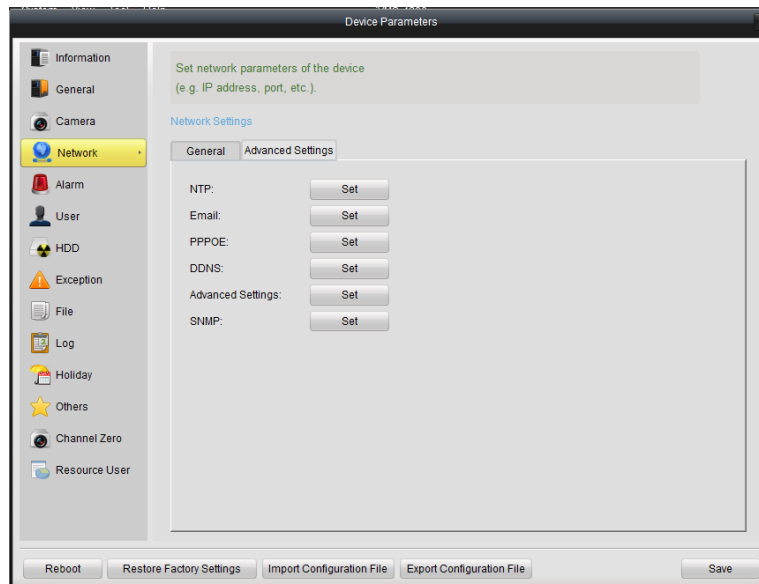 Device Parameters
Information
General
Camera
Network
Alarm
User
HDD
Exception
File
Log
Holiday
Others
Channel Zero
Resource User
Set network parameters of the device
(e.g. IP address, port, etc.).
Network Settings
General Advanced Settings
NTP: Set
Email: Set
PPPOE: Set
DDNS: Set
Advanced Settings: Set
SNMP: Set
Reboot Restore Factory Settings Import Configuration File Export Configuration File Save